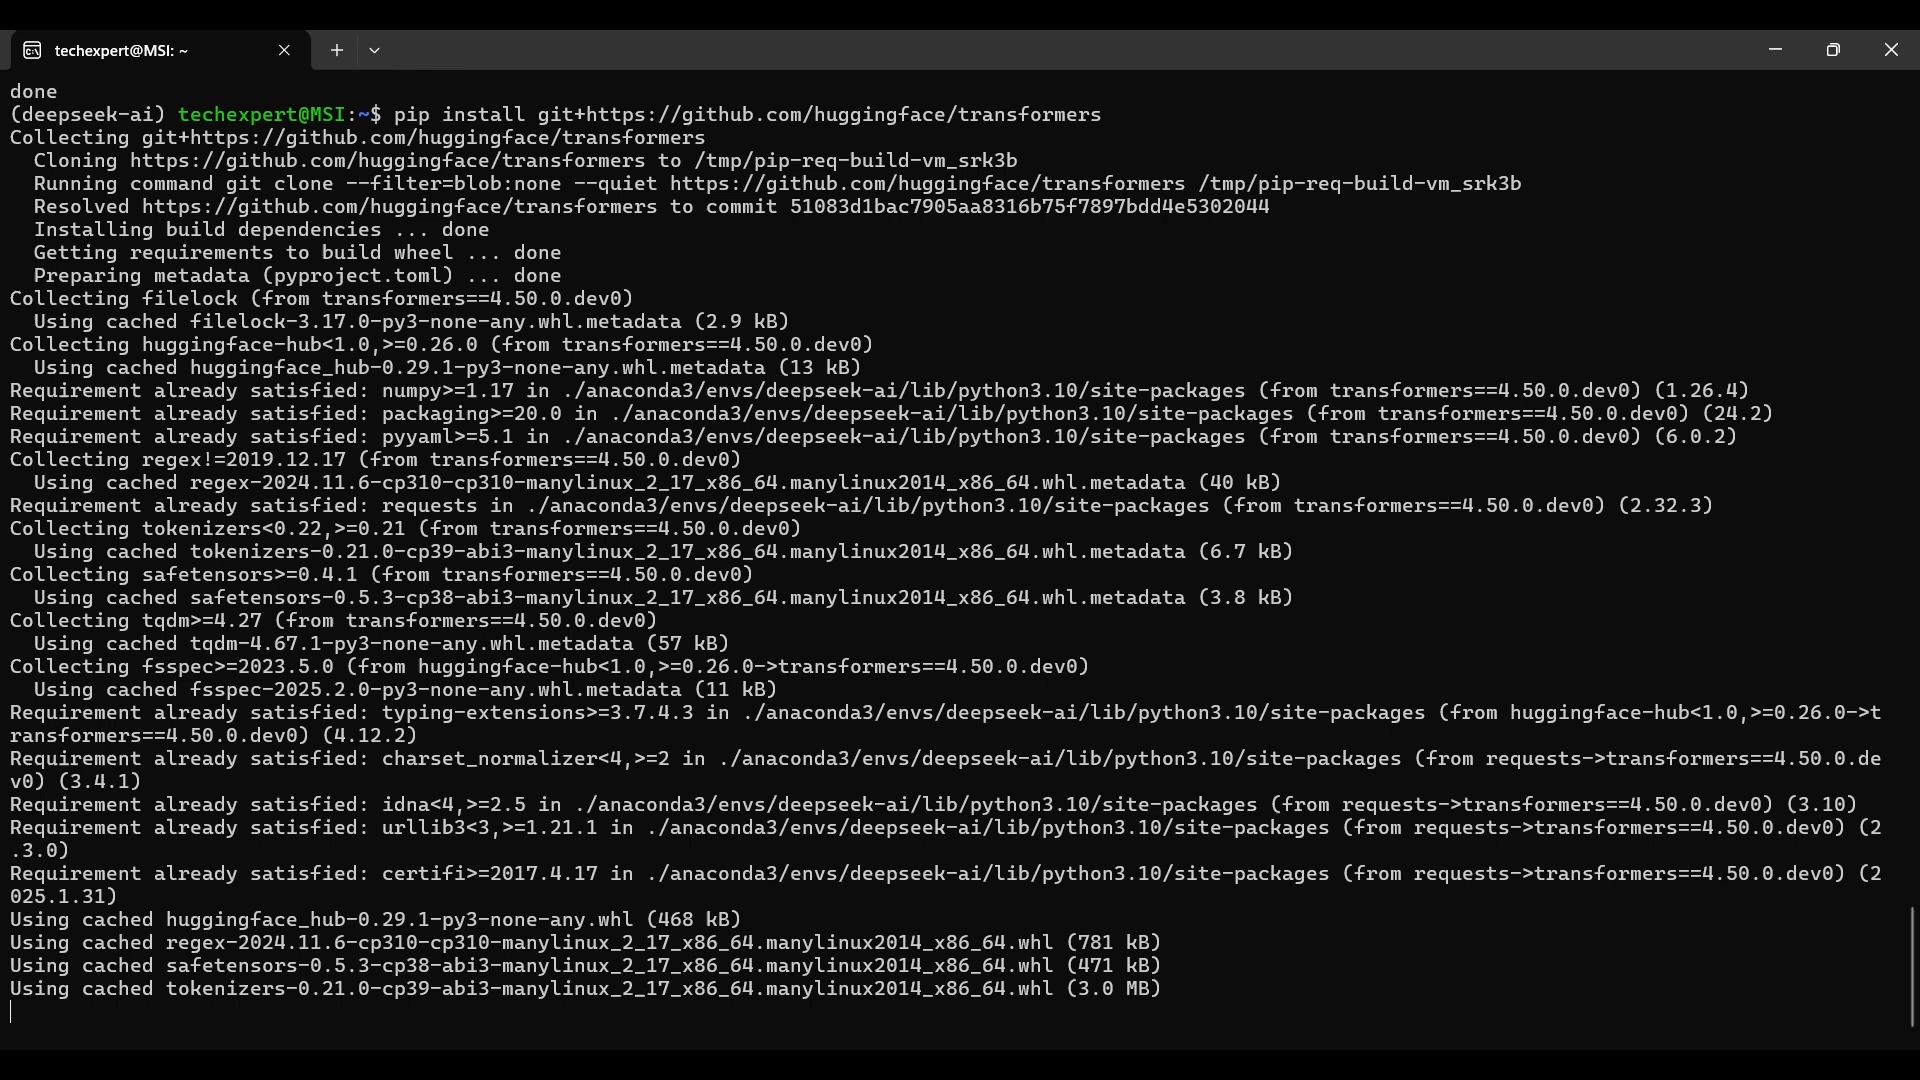 techexpert@MSI: ~
done
(deepseek-ai) techexpert@MSI:~$ pip install git+https://github.com/huggingface/transformers
Collecting git+https://github.com/huggingface/transformers
  Cloning https://github.com/huggingface/transformers to /tmp/pip-req-build-vm_srk3b
  Running command git clone --filter=blob:none --quiet https://github.com/huggingface/transformers /tmp/pip-req-build-vm_srk3b
  Resolved https://github.com/huggingface/transformers to commit 51083d1bac7905aa8316b75f7897bdd4e5302044
  Installing build dependencies ... done
  Getting requirements to build wheel ... done
  Preparing metadata (pyproject.toml) ... done
Collecting filelock (from transformers==4.50.0.dev0)
  Using cached filelock-3.17.0-py3-none-any.whl.metadata (2.9 kB)
Collecting huggingface-hub<1.0,>=0.26.0 (from transformers==4.50.0.dev0)
  Using cached huggingface_hub-0.29.1-py3-none-any.whl.metadata (13 kB)
Requirement already satisfied: numpy>=1.17 in ./anaconda3/envs/deepseek-ai/lib/python3.10/site-packages (from transformers==4.50.0.dev0) (1.26.4)
Requirement already satisfied: packaging>=20.0 in ./anaconda3/envs/deepseek-ai/lib/python3.10/site-packages (from transformers==4.50.0.dev0) (24.2)
Requirement already satisfied: pyyaml>=5.1 in ./anaconda3/envs/deepseek-ai/lib/python3.10/site-packages (from transformers==4.50.0.dev0) (6.0.2)
Collecting regex!=2019.12.17 (from transformers==4.50.0.dev0)
  Using cached regex-2024.11.6-cp310-cp310-manylinux_2_17_x86_64.manylinux2014_x86_64.whl.metadata (40 kB)
Requirement already satisfied: requests in ./anaconda3/envs/deepseek-ai/lib/python3.10/site-packages (from transformers==4.50.0.dev0) (2.32.3)
Collecting tokenizers<0.22,>=0.21 (from transformers==4.50.0.dev0)
  Using cached tokenizers-0.21.0-cp39-abi3-manylinux_2_17_x86_64.manylinux2014_x86_64.whl.metadata (6.7 kB)
Collecting safetensors>=0.4.1 (from transformers==4.50.0.dev0)
  Using cached safetensors-0.5.3-cp38-abi3-manylinux_2_17_x86_64.manylinux2014_x86_64.whl.metadata (3.8 kB)
Collecting tqdm>=4.27 (from transformers==4.50.0.dev0)
  Using cached tqdm-4.67.1-py3-none-any.whl.metadata (57 kB)
Collecting fsspec>=2023.5.0 (from huggingface-hub<1.0,>=0.26.0->transformers==4.50.0.dev0)
  Using cached fsspec-2025.2.0-py3-none-any.whl.metadata (11 kB)
Requirement already satisfied: typing-extensions>=3.7.4.3 in ./anaconda3/envs/deepseek-ai/lib/python3.10/site-packages (from huggingface-hub<1.0,>=0.26.0->t
ransformers==4.50.0.dev0) (4.12.2)
Requirement already satisfied: charset_normalizer<4,>=2 in ./anaconda3/envs/deepseek-ai/lib/python3.10/site-packages (from requests->transformers==4.50.0.de
v0) (3.4.1)
Requirement already satisfied: idna<4,>=2.5 in ./anaconda3/envs/deepseek-ai/lib/python3.10/site-packages (from requests->transformers==4.50.0.dev0) (3.10)
Requirement already satisfied: urllib3<3,>=1.21.1 in ./anaconda3/envs/deepseek-ai/lib/python3.10/site-packages (from requests->transformers==4.50.0.dev0) (2
.3.0)
Requirement already satisfied: certifi>=2017.4.17 in ./anaconda3/envs/deepseek-ai/lib/python3.10/site-packages (from requests->transformers==4.50.0.dev0) (2
025.1.31)
Using cached huggingface_hub-0.29.1-py3-none-any.whl (468 kB)
Using cached regex-2024.11.6-cp310-cp310-manylinux_2_17_x86_64.manylinux2014_x86_64.whl (781 kB)
Using cached safetensors-0.5.3-cp38-abi3-manylinux_2_17_x86_64.manylinux2014_x86_64.whl (471 kB)
Using cached tokenizers-0.21.0-cp39-abi3-manylinux_2_17_x86_64.manylinux2014_x86_64.whl (3.0 MB)